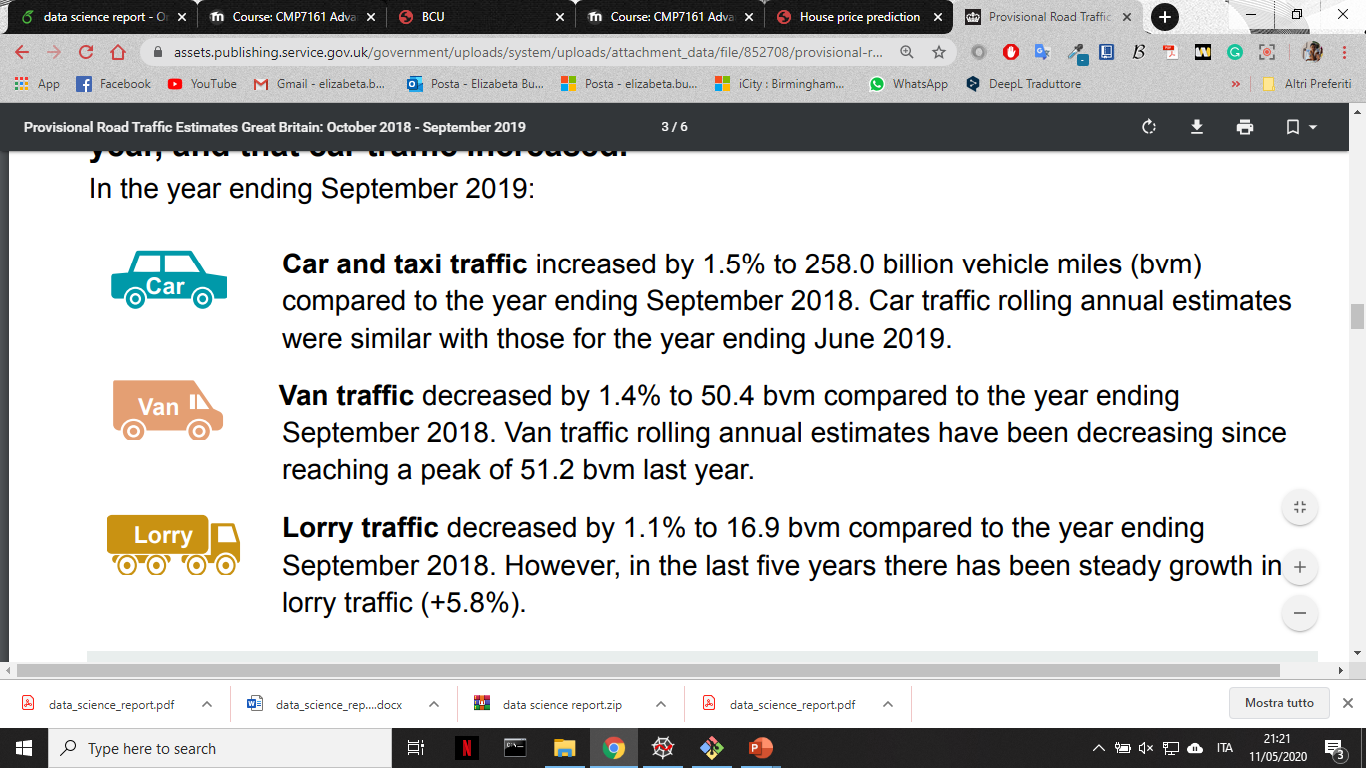 data science report - O
Course: CMP7161 Adva
BCU
Course: CMP7161 Adva
House price prediction
Provisional Road Traffic
assets.publishing.service.gov.uk/government/uploads/system/uploads/attachment_data/file/852708/provisional-r...
App
Facebook
YouTube
Gmail - elizabeta.b...
Posta - Elizabeta Bu...
Posta - elizabeta.bu...
iCity : Birmingham...
WhatsApp
DeepL Traduttore
»
Altri Preferiti
Provisional Road Traffic Estimates Great Britain: October 2018 - September 2019
3 / 6
year, and that car traffic increased.
In the year ending September 2019:
Car
Car and taxi traffic increased by 1.5% to 258.0 billion vehicle miles (bvm)
compared to the year ending September 2018. Car traffic rolling annual estimates
were similar with those for the year ending June 2019.
Van
Van traffic decreased by 1.4% to 50.4 bvm compared to the year ending
September 2018. Van traffic rolling annual estimates have been decreasing since
reaching a peak of 51.2 bvm last year.
Lorry
Lorry traffic decreased by 1.1% to 16.9 bvm compared to the year ending
September 2018. However, in the last five years there has been steady growth in
lorry traffic (+5.8%).
data_science_report.pdf
data_science_rep....docx
data science report.zip
data_science_report.pdf
Mostra tutto
Type here to search
ITA
21:21
11/05/2020
3